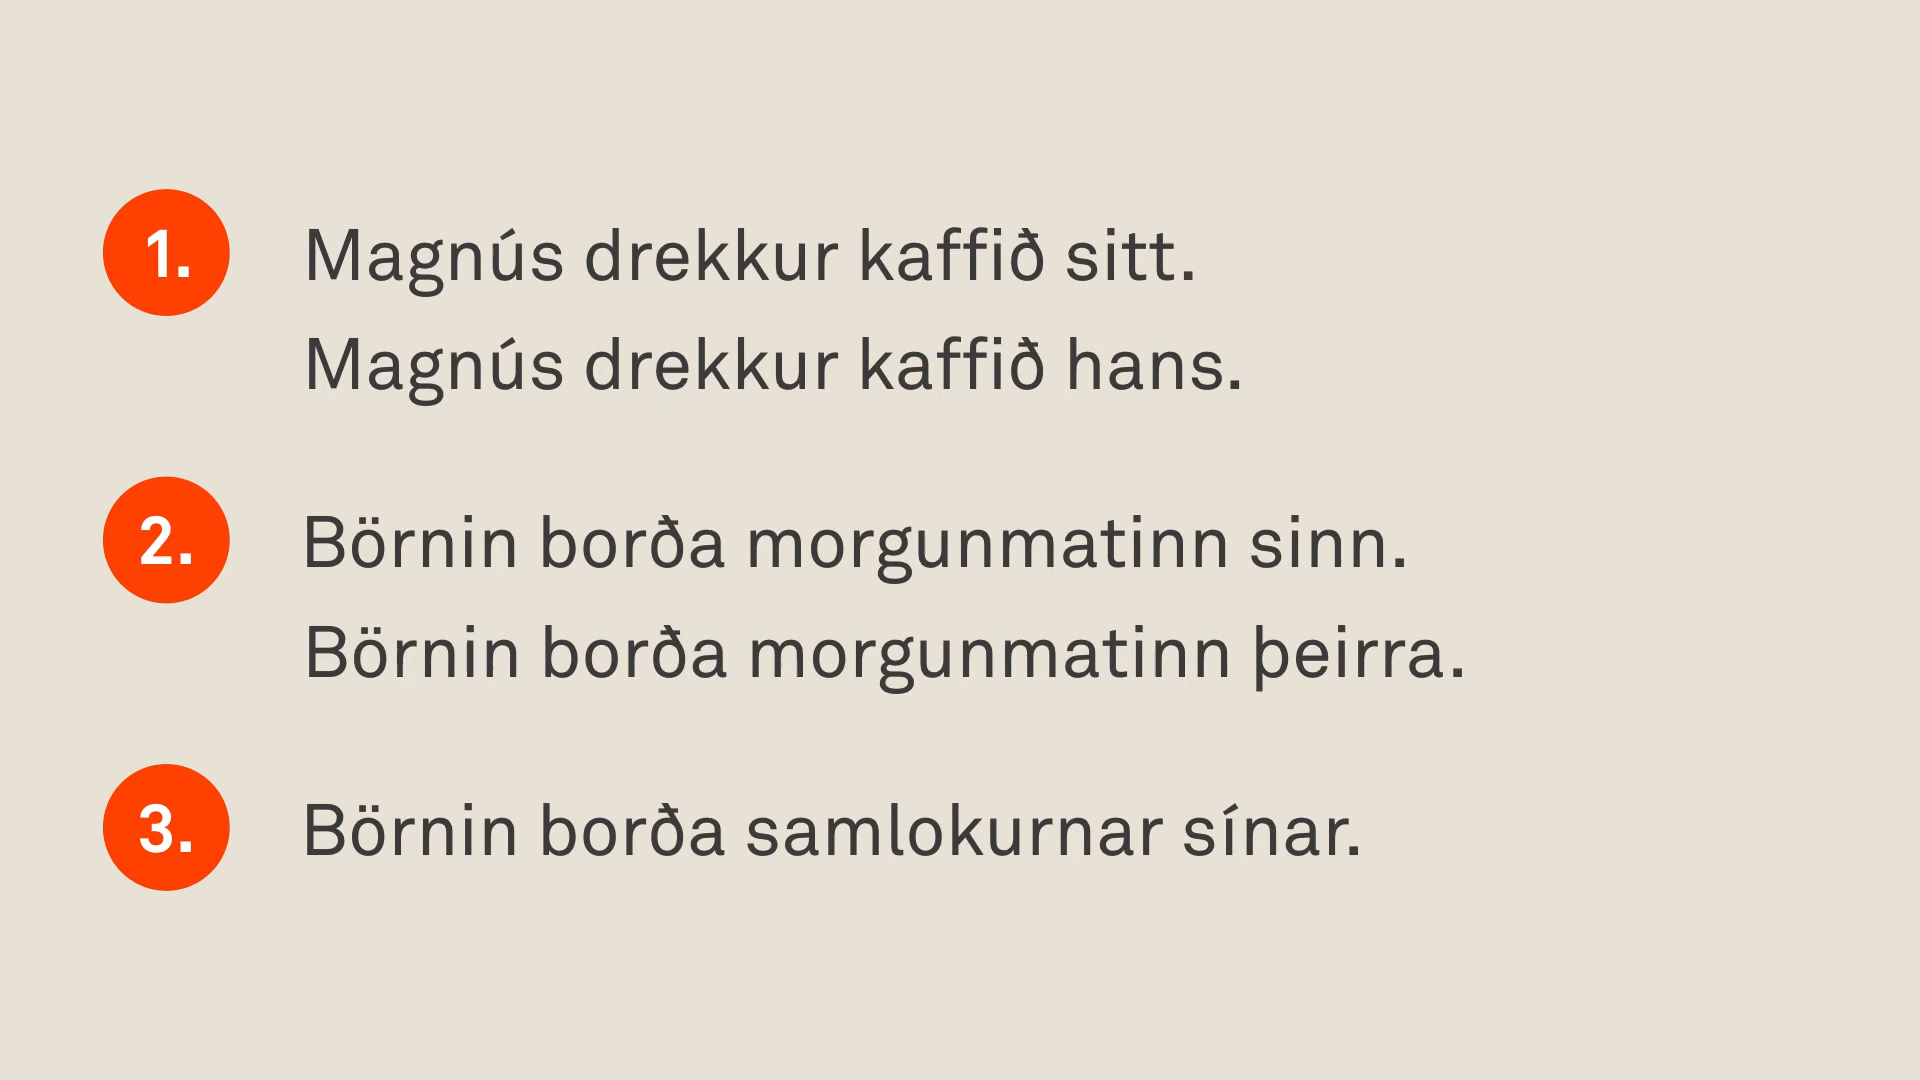 1. Magnús drekkur kaffið sitt.
Magnús drekkur kaffið hans.
2. Börnin borða morgunmatinn sinn.
Börnin borða morgunmatinn þeirra.
3. Börnin borða samlokurnar sínar.